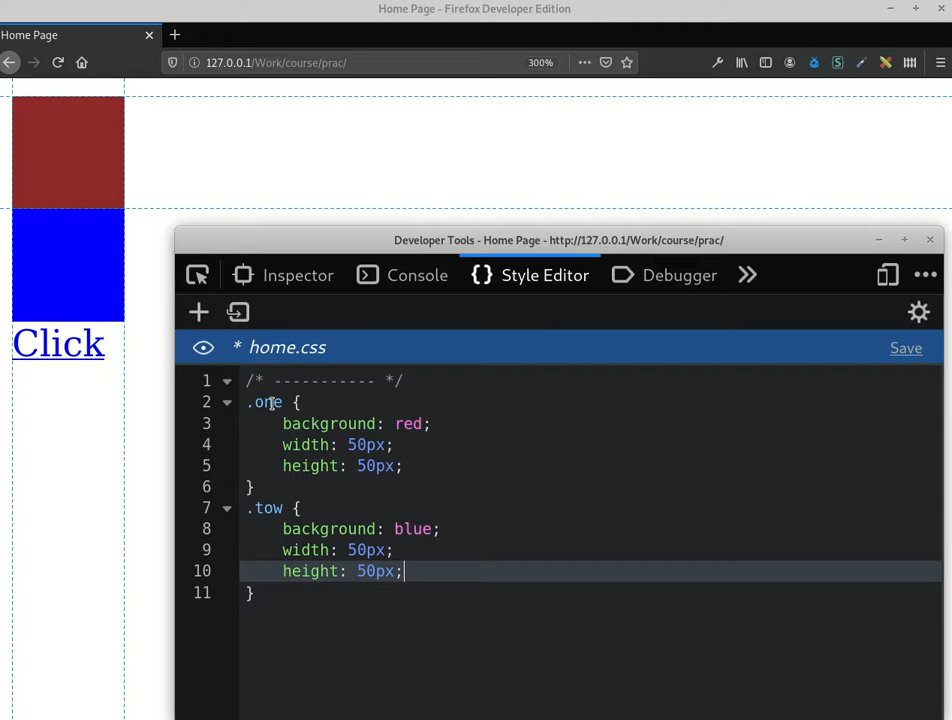 Home Page - Firefox Developer Edition
Home Page
127.0.0.1/Work/course/prac/
300%
Click
Developer Tools - Home Page - http://127.0.0.1/Work/course/prac/
Inspector
Console
{} Style Editor
Debugger
* home.css
Save
1 /* ----------- */
2 .one {
3 background: red;
4 width: 50px;
5 height: 50px;
6 }
7 .tow {
8 background: blue;
9 width: 50px;
10 height: 50px;
11 }